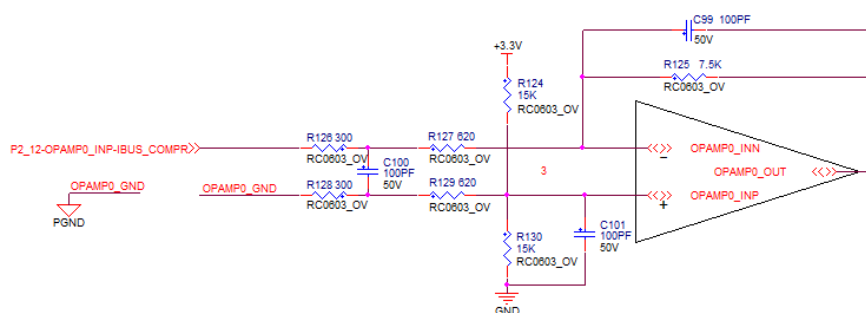 C99 100PF
50V
+3.3V
R124
15K
RC0603_OV
R125 7.5K
RC0603_OV
P2_12-OPAMP0_INP-IBUS_COMPR
R126 300
RC0603_OV
R127 620
RC0603_OV
C100
100PF
50V
OPAMP0_INN
−
OPAMP0_OUT
3
OPAMP0_GND
PGND
OPAMP0_GND
R128 300
RC0603_OV
R129 620
RC0603_OV
OPAMP0_INP
+
R130
15K
RC0603_OV
C101
100PF
50V
GND